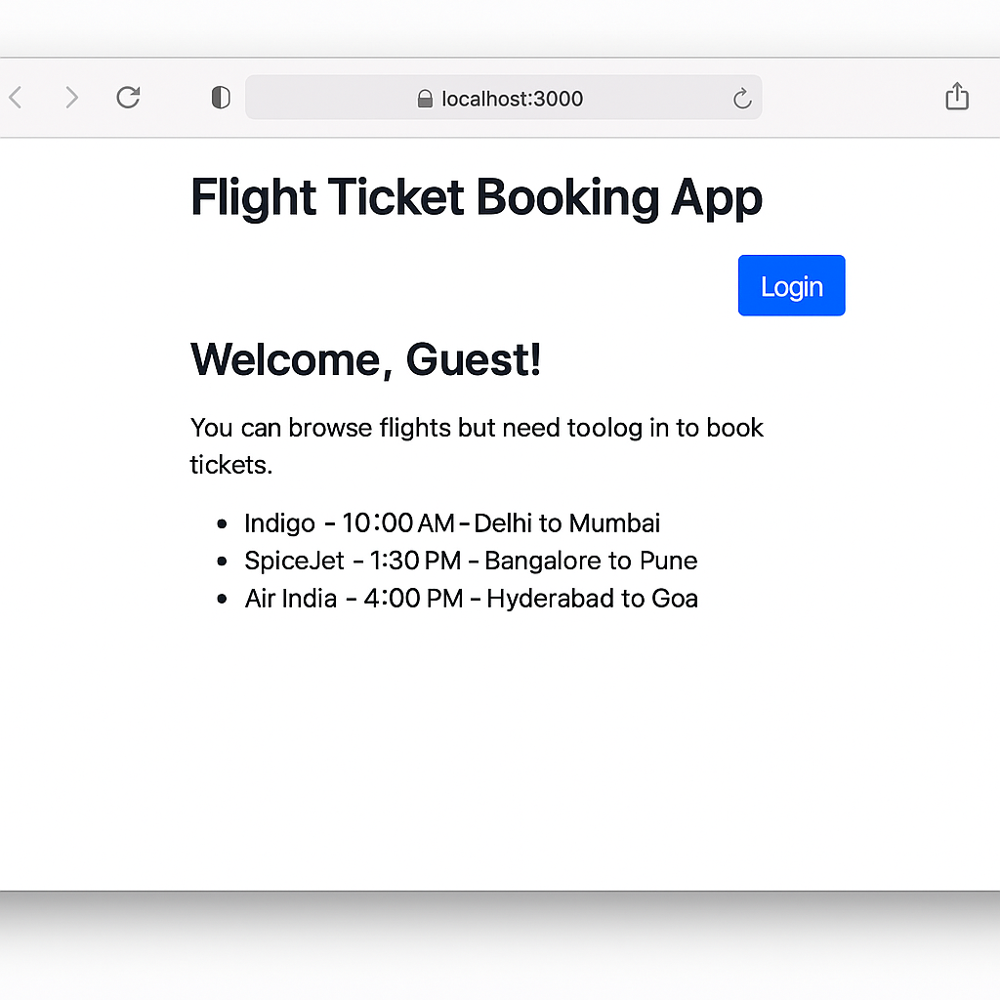 localhost:3000
Flight Ticket Booking App
Login
Welcome, Guest!
You can browse flights but need toolog in to book
tickets.
• Indigo - 10:00 AM - Delhi to Mumbai
• SpiceJet - 1:30 PM - Bangalore to Pune
• Air India - 4:00 PM - Hyderabad to Goa